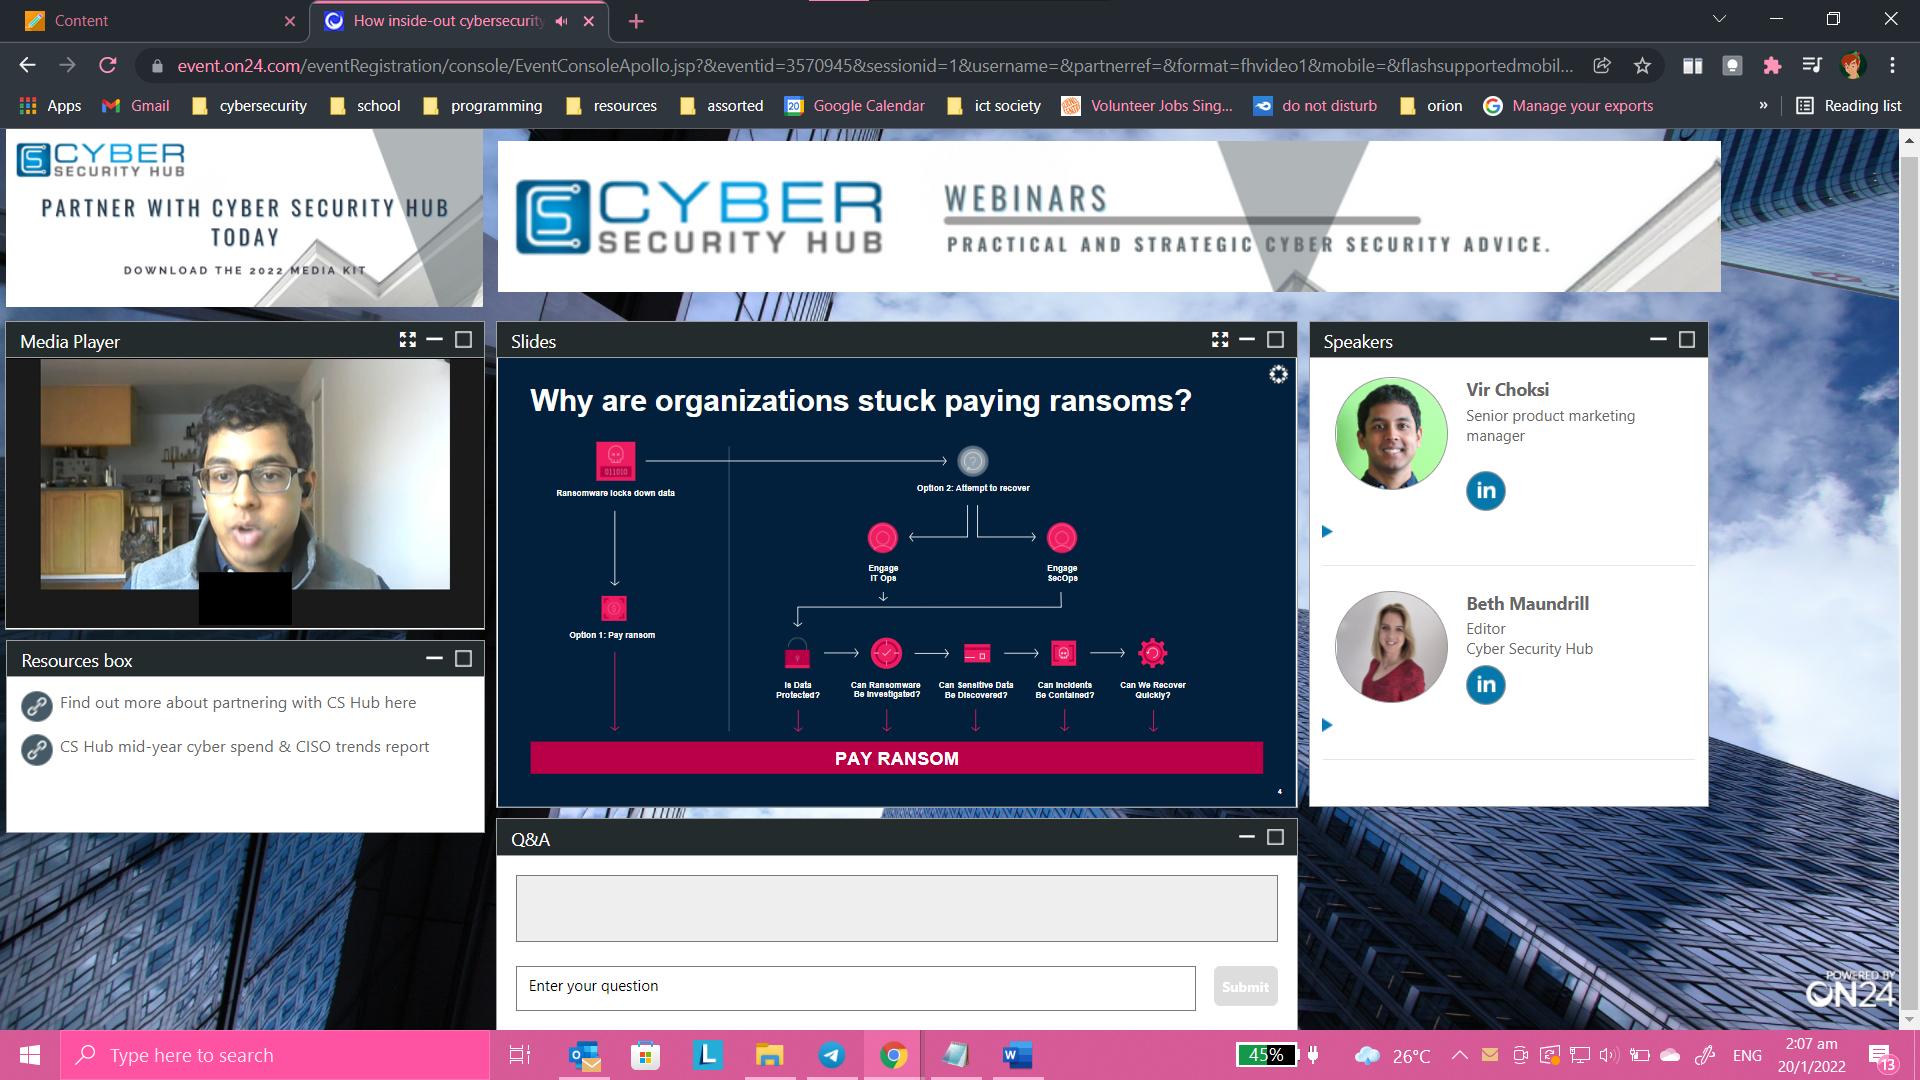 Content
How inside-out cybersecurity
event.on24.com/eventRegistration/console/EventConsoleApollo.jsp?&eventid=3570945&sessionid=1&username=&partnerref=&format=fhvideo1&mobile=&flashsupportedmobil...
Apps
Gmail
cybersecurity
school
programming
resources
assorted
20
Google Calendar
ict society
Volunteer Jobs Sing...
do not disturb
orion
Manage your exports
»
Reading list
CYBER
SECURITY HUB
PARTNER WITH CYBER SECURITY HUB
TODAY
DOWNLOAD THE 2022 MEDIA KIT
CYBER
SECURITY HUB
WEBINARS
PRACTICAL AND STRATEGIC CYBER SECURITY ADVICE.
Media Player
Resources box
Find out more about partnering with CS Hub here
CS Hub mid-year cyber spend & CISO trends report
Slides
Why are organizations stuck paying ransoms?
011010
Ransomware locks down data
Option 2: Attempt to recover
Engage
IT Ops
Engage
SecOps
Option 1: Pay ransom
Is Data
Protected?
Can Ransomware
Be Investigated?
Can Sensitive Data
Be Discovered?
Can Incidents
Be Contained?
Can We Recover
Quickly?
PAY RANSOM
4
Speakers
Vir Choksi
Senior product marketing
manager
in
Beth Maundrill
Editor
Cyber Security Hub
in
Q&A
Enter your question
Submit
POWERED BY
ON24
Type here to search
L
W
45%
26°C
ENG
2:07 am
20/1/2022
13